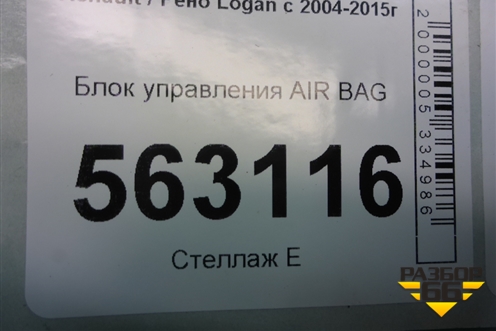 Renault / Рено Logan с 2004-2015г
Блок управления AIR BAG
563116
Стеллаж Е
2000005334986
РАЗБОР
66